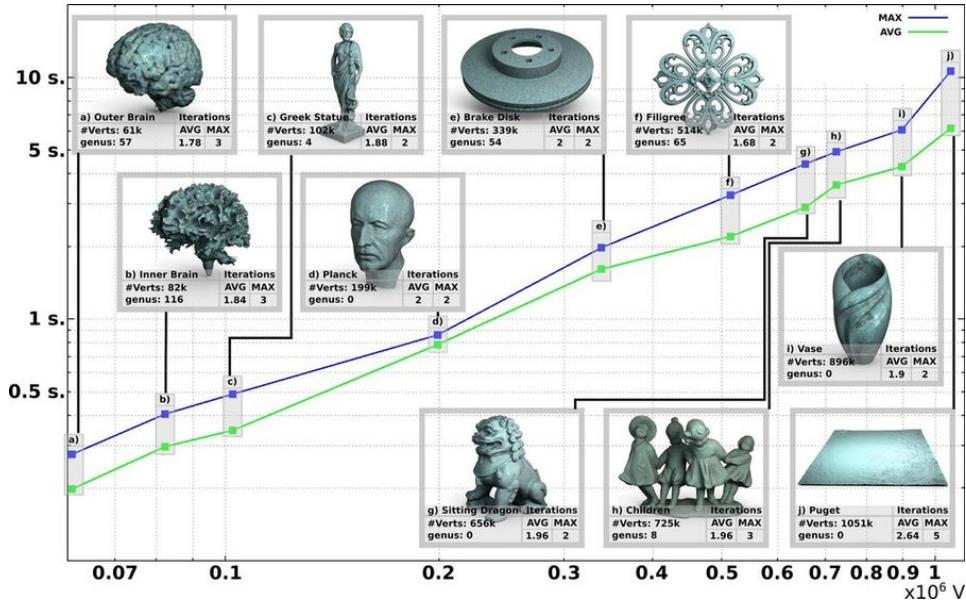 MAX
AVG
10 s.
5 s.
1 s.
0.5 s.
a) Outer Brain Iterations
#Verts: 61k AVG MAX
genus: 57 1.78 3
c) Greek Statue Iterations
#Verts: 102k AVG MAX
genus: 4 1.88 2
e) Brake Disk Iterations
#Verts: 339k AVG MAX
genus: 54 2 2
f) Filigree Iterations
#Verts: 514k AVG MAX
genus: 65 1.68 2
b) Inner Brain Iterations
#Verts: 82k AVG MAX
genus: 116 1.84 3
d) Planck Iterations
#Verts: 199k AVG MAX
genus: 0 2 2
i) Vase Iterations
#Verts: 896k AVG MAX
genus: 0 1.9 2
g) Sitting Dragon Iterations
#Verts: 656k AVG MAX
genus: 0 1.96 2
h) Children Iterations
#Verts: 725k AVG MAX
genus: 8 1.96 3
j) Puget Iterations
#Verts: 1051k AVG MAX
genus: 0 2.64 5
a)
b)
c)
d)
e)
f)
g)
h)
i)
j)
0.07 0.1 0.2 0.3 0.4 0.5 0.6 0.7 0.8 0.9 1
x10⁶ V